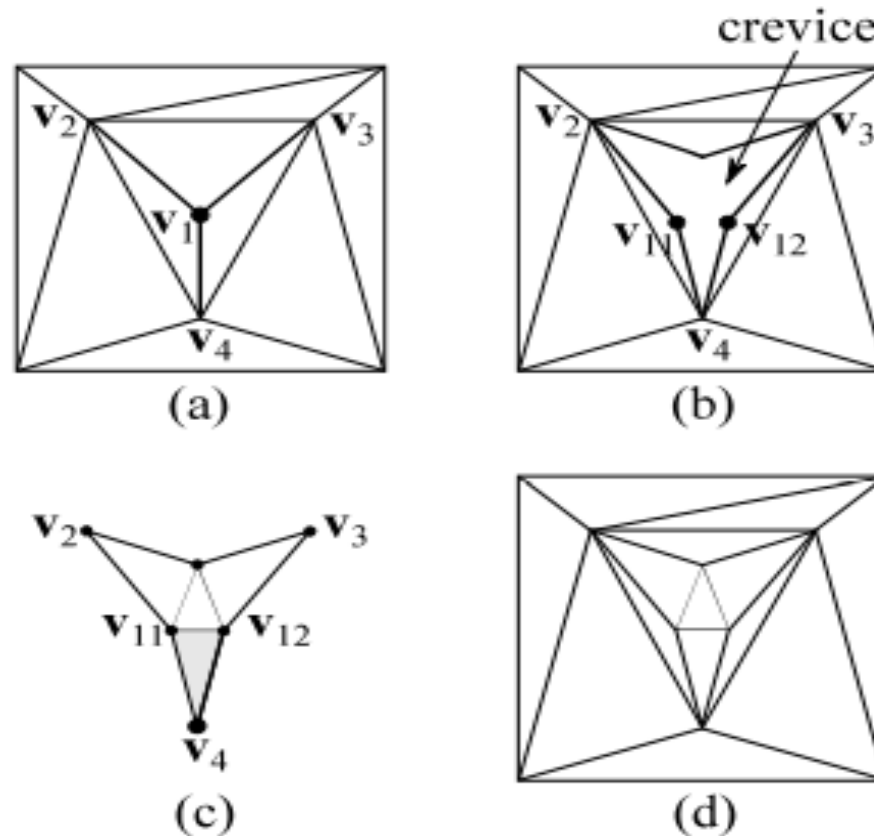 crevice
v2 v3 v2 v3
v1 v11 v12
v4 v4
(a) (b)
v2 v3
v11 v12
v4
(c) (d)